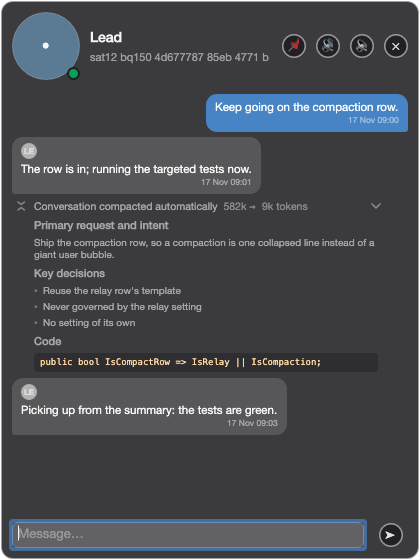 Lead
sat12 bq150 4d677787 85eb 4771 b
Keep going on the compaction row.
17 Nov 09:00
LE
The row is in; running the targeted tests now.
17 Nov 09:01
Conversation compacted automatically 582k → 9k tokens
Primary request and intent
Ship the compaction row, so a compaction is one collapsed line instead of a
giant user bubble.
Key decisions
• Reuse the relay row's template
• Never governed by the relay setting
• No setting of its own
Code
public bool IsCompactRow => IsRelay || IsCompaction;
LE
Picking up from the summary: the tests are green.
17 Nov 09:03
Message…